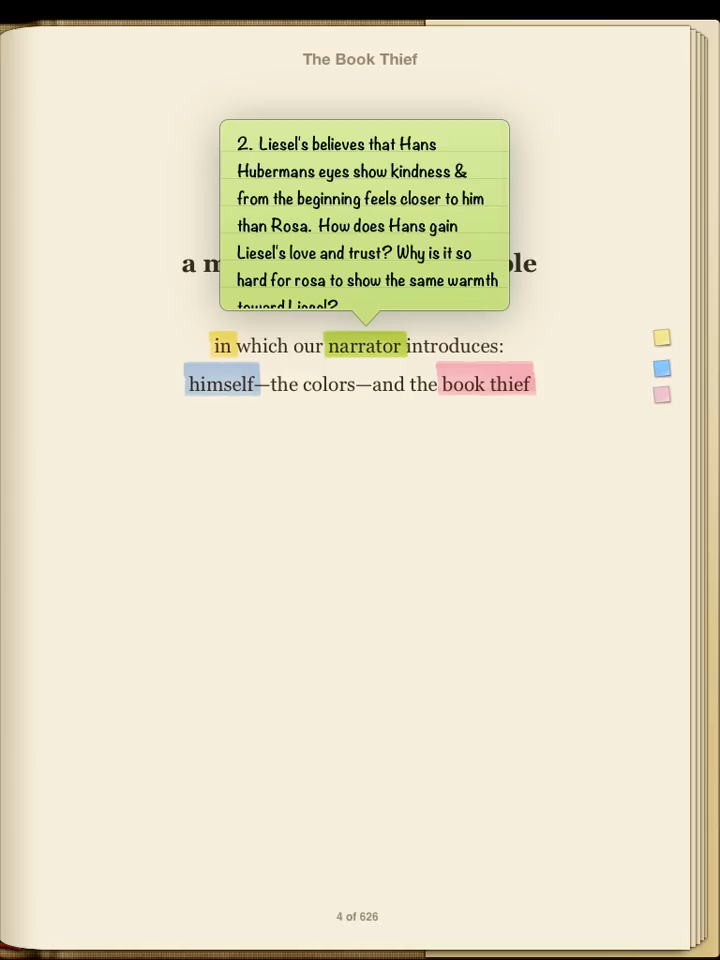 The Book Thief
2. Liesel's believes that Hans
Hubermans eyes show kindness &
from the beginning feels closer to him
than Rosa. How does Hans gain
Liesel's love and trust? Why is it so
hard for rosa to show the same warmth
toward Liesel?
a
in which our narrator introduces:
himself—the colors—and the book thief
4 of 626